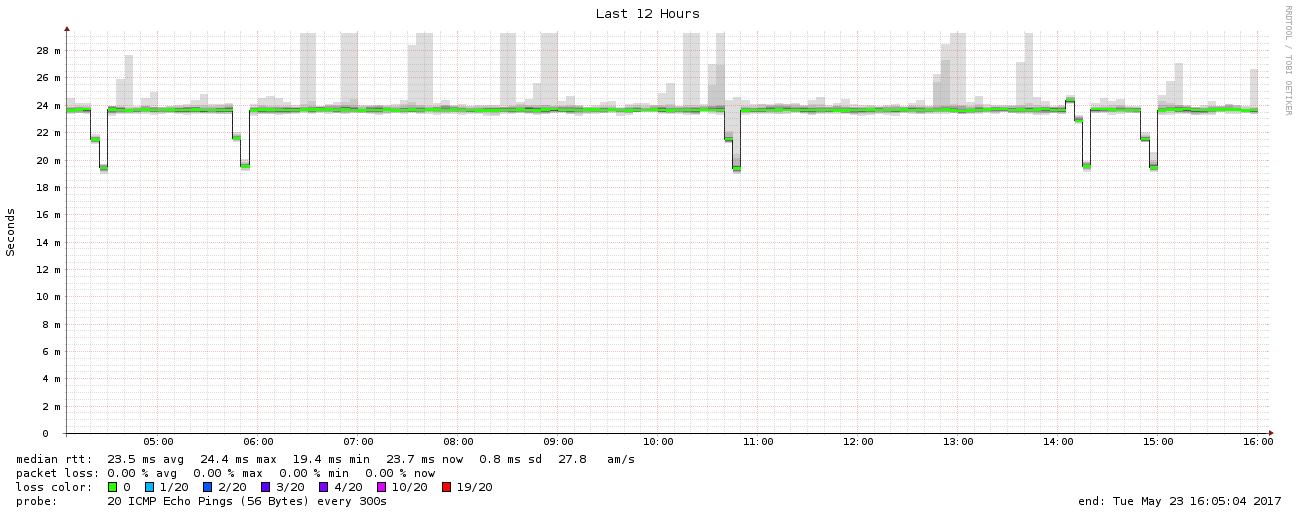 Last 12 Hours
RRDTOOL / TOBI OETIKER
Seconds
28 m
26 m
24 m
22 m
20 m
18 m
16 m
14 m
12 m
10 m
8 m
6 m
4 m
2 m
0
05:00 06:00 07:00 08:00 09:00 10:00 11:00 12:00 13:00 14:00 15:00 16:00
median rtt: 23.5 ms avg 24.4 ms max 19.4 ms min 23.7 ms now 0.8 ms sd 27.8 am/s
packet loss: 0.00 % avg 0.00 % max 0.00 % min 0.00 % now
loss color: 0 1/20 2/20 3/20 4/20 10/20 19/20
probe: 20 ICMP Echo Pings (56 Bytes) every 300s end: Tue May 23 16:05:04 2017